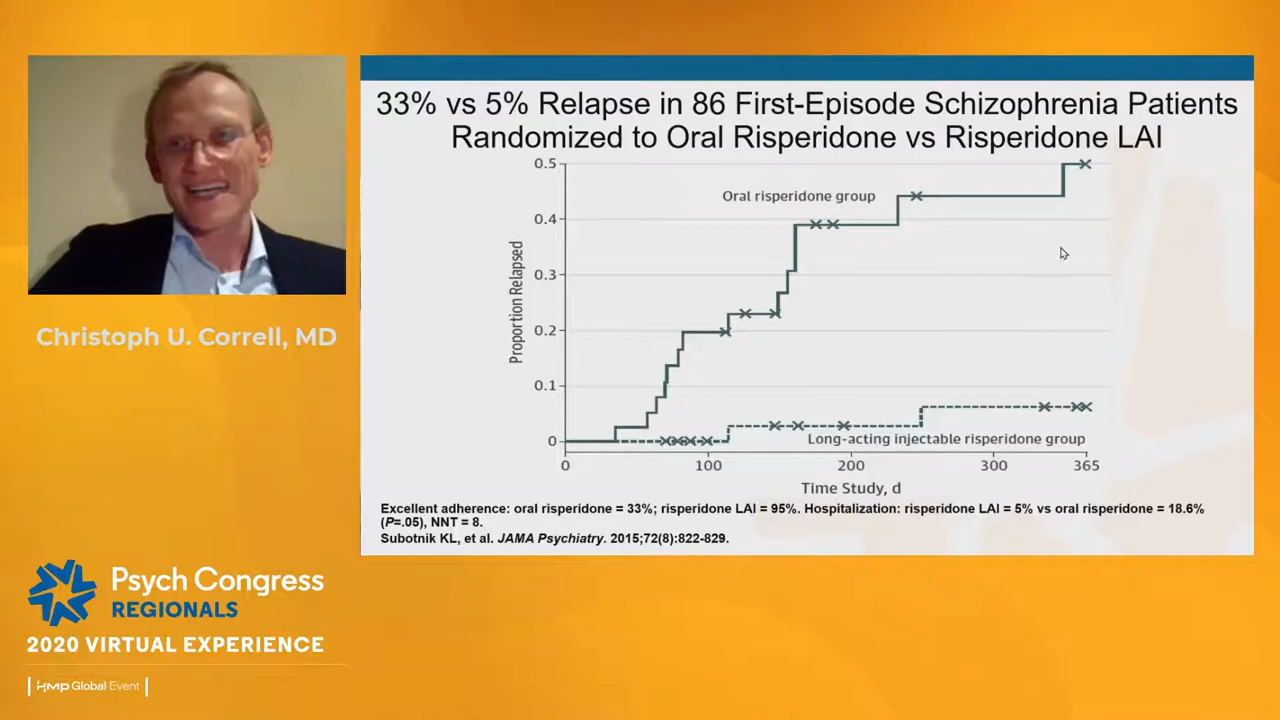 33% vs 5% Relapse in 86 First-Episode Schizophrenia Patients
Randomized to Oral Risperidone vs Risperidone LAI
0.5
0.4
0.3
0.2
0.1
0
Proportion Relapsed
Oral risperidone group
Long-acting injectable risperidone group
0
100
200
300
365
Time Study, d
Excellent adherence: oral risperidone = 33%; risperidone LAI = 95%. Hospitalization: risperidone LAI = 5% vs oral risperidone = 18.6%
(P=.05), NNT = 8.
Subotnik KL, et al. JAMA Psychiatry. 2015;72(8):822-829.
Christoph U. Correll, MD
Psych Congress
REGIONALS
2020 VIRTUAL EXPERIENCE
HMP Global Event